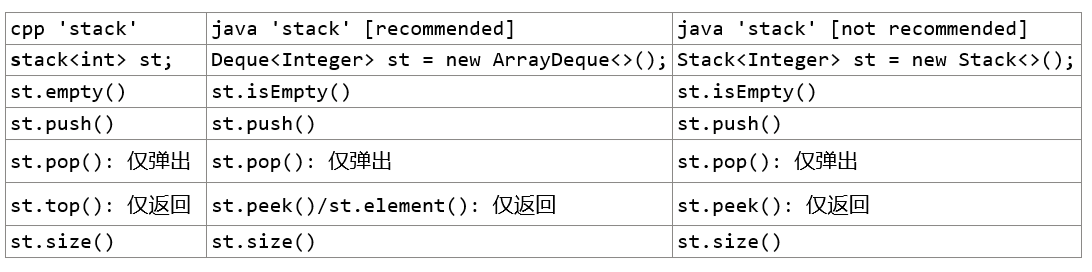 cpp 'stack' java 'stack' [recommended] java 'stack' [not recommended]
stack<int> st; Deque<Integer> st = new ArrayDeque<>(); Stack<Integer> st = new Stack<>();
st.empty() st.isEmpty() st.isEmpty()
st.push() st.push() st.push()
st.pop(): 仅弹出 st.pop(): 仅弹出 st.pop(): 仅弹出
st.top(): 仅返回 st.peek()/st.element(): 仅返回 st.peek(): 仅返回
st.size() st.size() st.size()